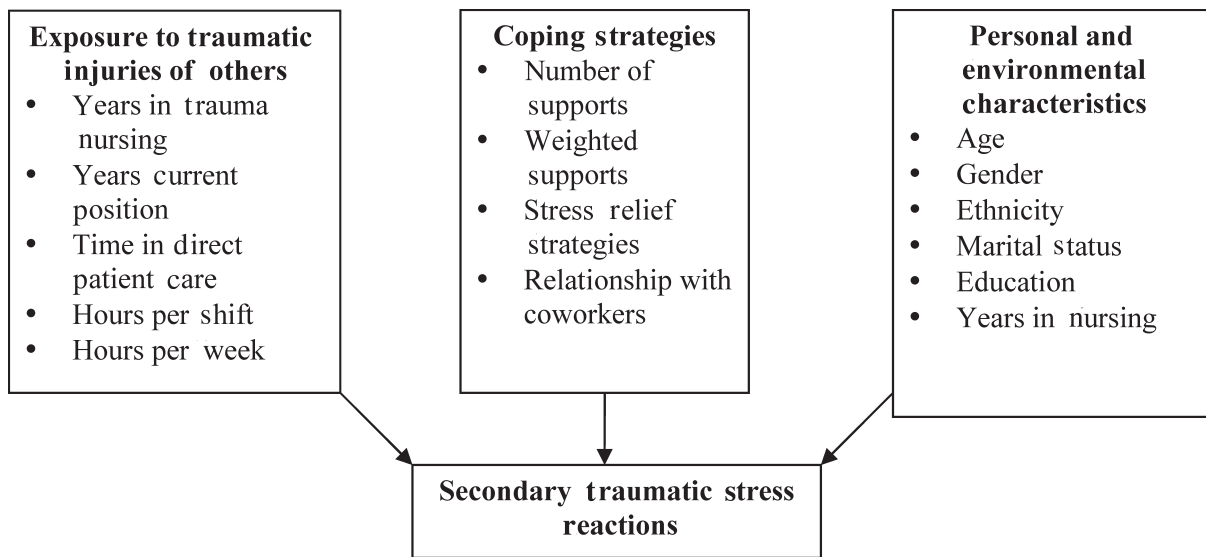 Exposure to traumatic
injuries of others
• Years in trauma
nursing
• Years current
position
• Time in direct
patient care
• Hours per shift
• Hours per week
Coping strategies
• Number of
supports
• Weighted
supports
• Stress relief
strategies
• Relationship with
coworkers
Personal and
environmental
characteristics
• Age
• Gender
• Ethnicity
• Marital status
• Education
• Years in nursing
Secondary traumatic stress
reactions